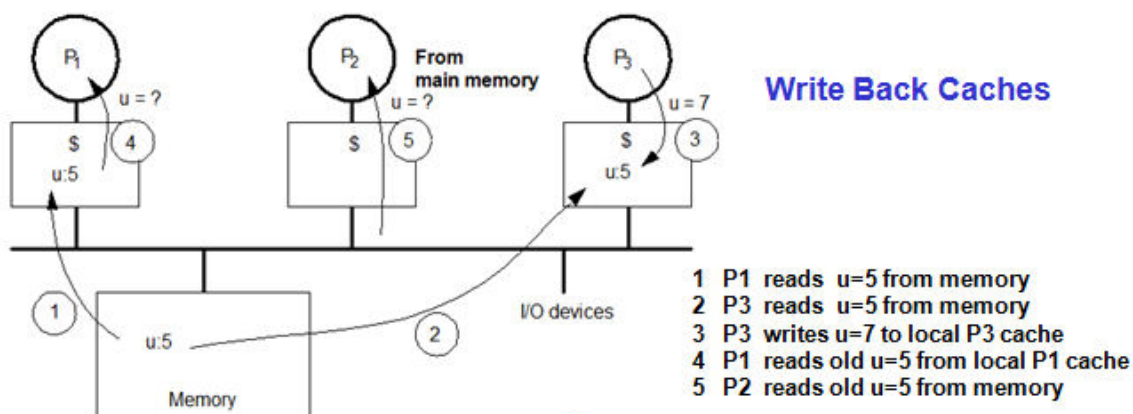 P1
P2
From
main memory
P3
Write Back Caches
u = ?
u = ?
u = 7
$
4
$
5
$
3
u:5
u:5
1
I/O devices
2
u:5
Memory
1 P1 reads u=5 from memory
2 P3 reads u=5 from memory
3 P3 writes u=7 to local P3 cache
4 P1 reads old u=5 from local P1 cache
5 P2 reads old u=5 from memory